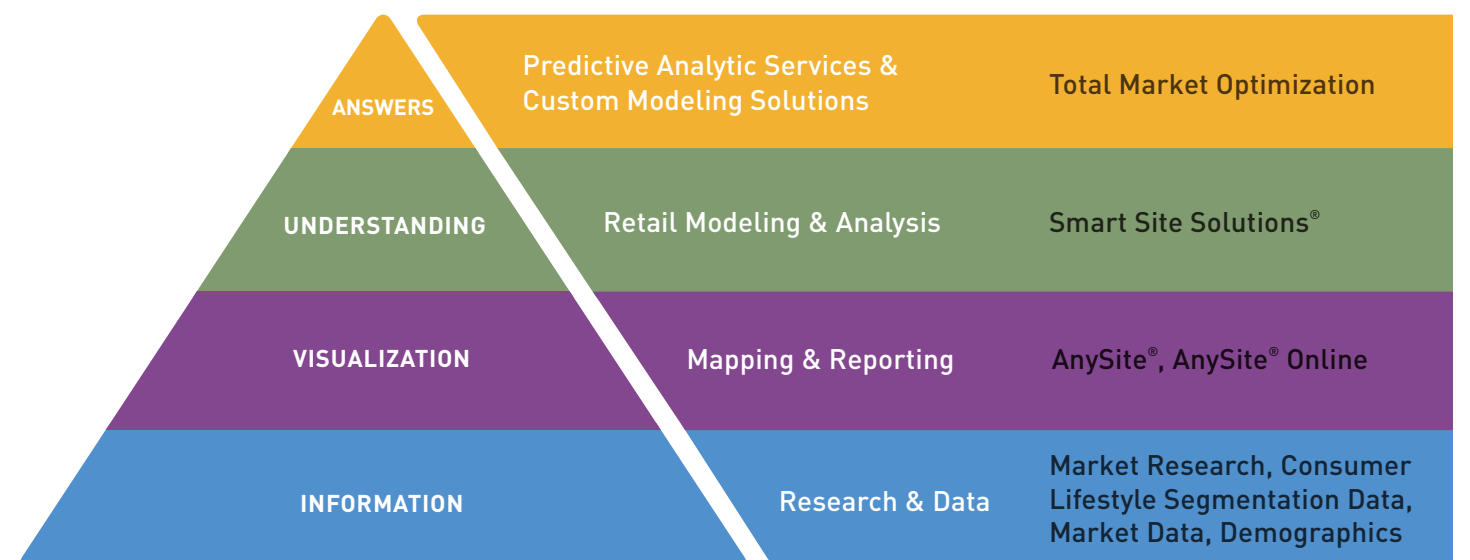 ANSWERS
Predictive Analytic Services &
Custom Modeling Solutions
Total Market Optimization
UNDERSTANDING
Retail Modeling & Analysis
Smart Site Solutions®
VISUALIZATION
Mapping & Reporting
AnySite®, AnySite® Online
INFORMATION
Research & Data
Market Research, Consumer
Lifestyle Segmentation Data,
Market Data, Demographics